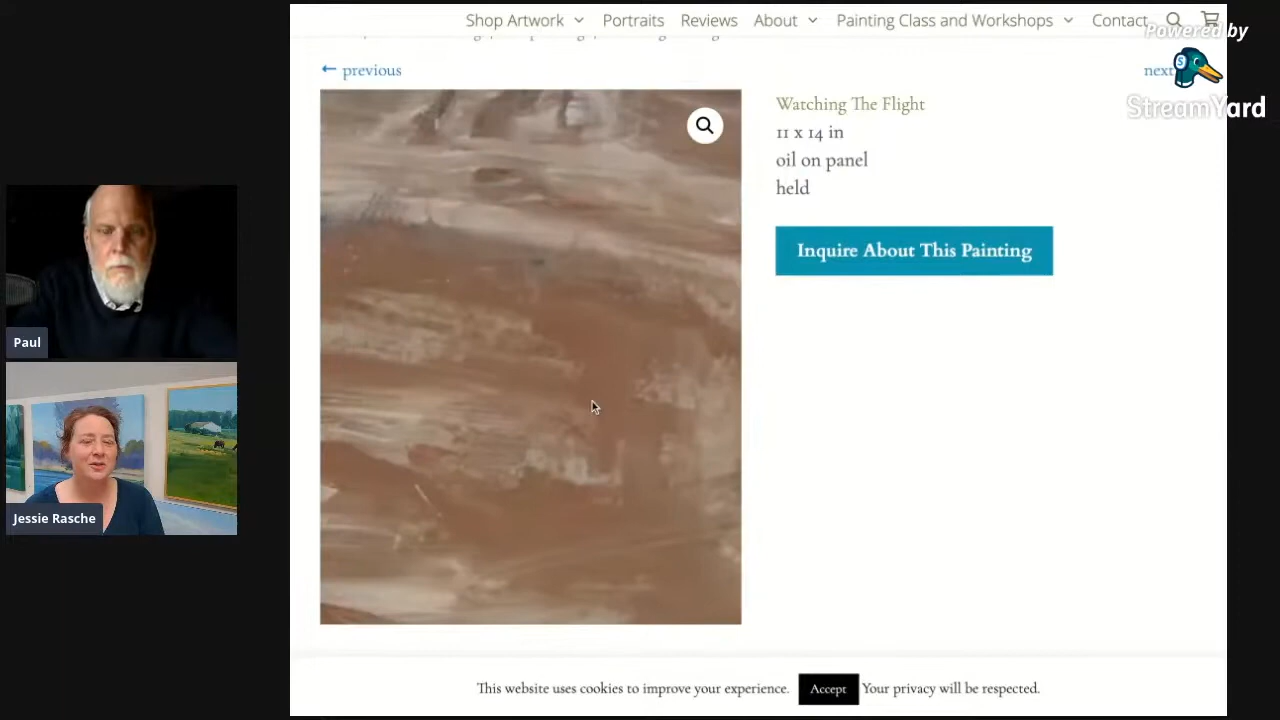 Shop Artwork Portraits Reviews About Painting Class and Workshops Contact
Powered by
StreamYard
← previous
next
Watching The Flight
11 x 14 in
oil on panel
held
Inquire About This Painting
Paul
Jessie Rasche
This website uses cookies to improve your experience. Accept Your privacy will be respected.